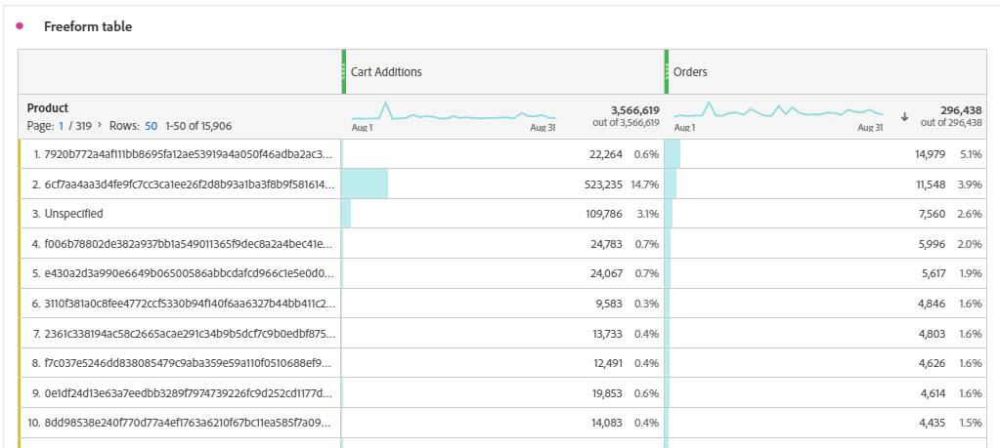 Freeform table
Cart Additions Orders
Product 3,566,619 296,438
Page: 1 / 319 > Rows: 50 1-50 of 15,906 Aug 1 Aug 31 out of 3,566,619 Aug 1 Aug 31 out of 296,438
1. 7920b772a4af111bb8695fa12ae53919a4a050f46adba2ac3... 22,264 0.6% 14,979 5.1%
2. 6cf7aa4aa3d4fe9fc7cc3ca1ee26f2d8b93a1ba3f8b9f581614... 523,235 14.7% 11,548 3.9%
3. Unspecified 109,786 3.1% 7,560 2.6%
4. f006b78802de382a937bb1a549011365f9dec8a2a4bec41e... 24,783 0.7% 5,996 2.0%
5. e430a2d3a990e6649b06500586abbcdafcd966c1e5e0d0... 24,067 0.7% 5,617 1.9%
6. 3110f381a0c8fee4772ccf5330b94f140f6aa6327b44bb411c2... 9,583 0.3% 4,846 1.6%
7. 2361c338194ac58c2665acae291c34b9b5dcf7c9b0edbf875... 13,733 0.4% 4,803 1.6%
8. f7c037e5246dd838085479c9aba359e59a110f0510688ef9... 12,491 0.4% 4,626 1.6%
9. 0e1df24d13e63a7eedbb3289f7974739226fc9d252cd1177d... 19,853 0.6% 4,614 1.6%
10. 8dd98538e240f770d77a4ef1763a6210f67bc11ea585f7a09... 14,083 0.4% 4,435 1.5%